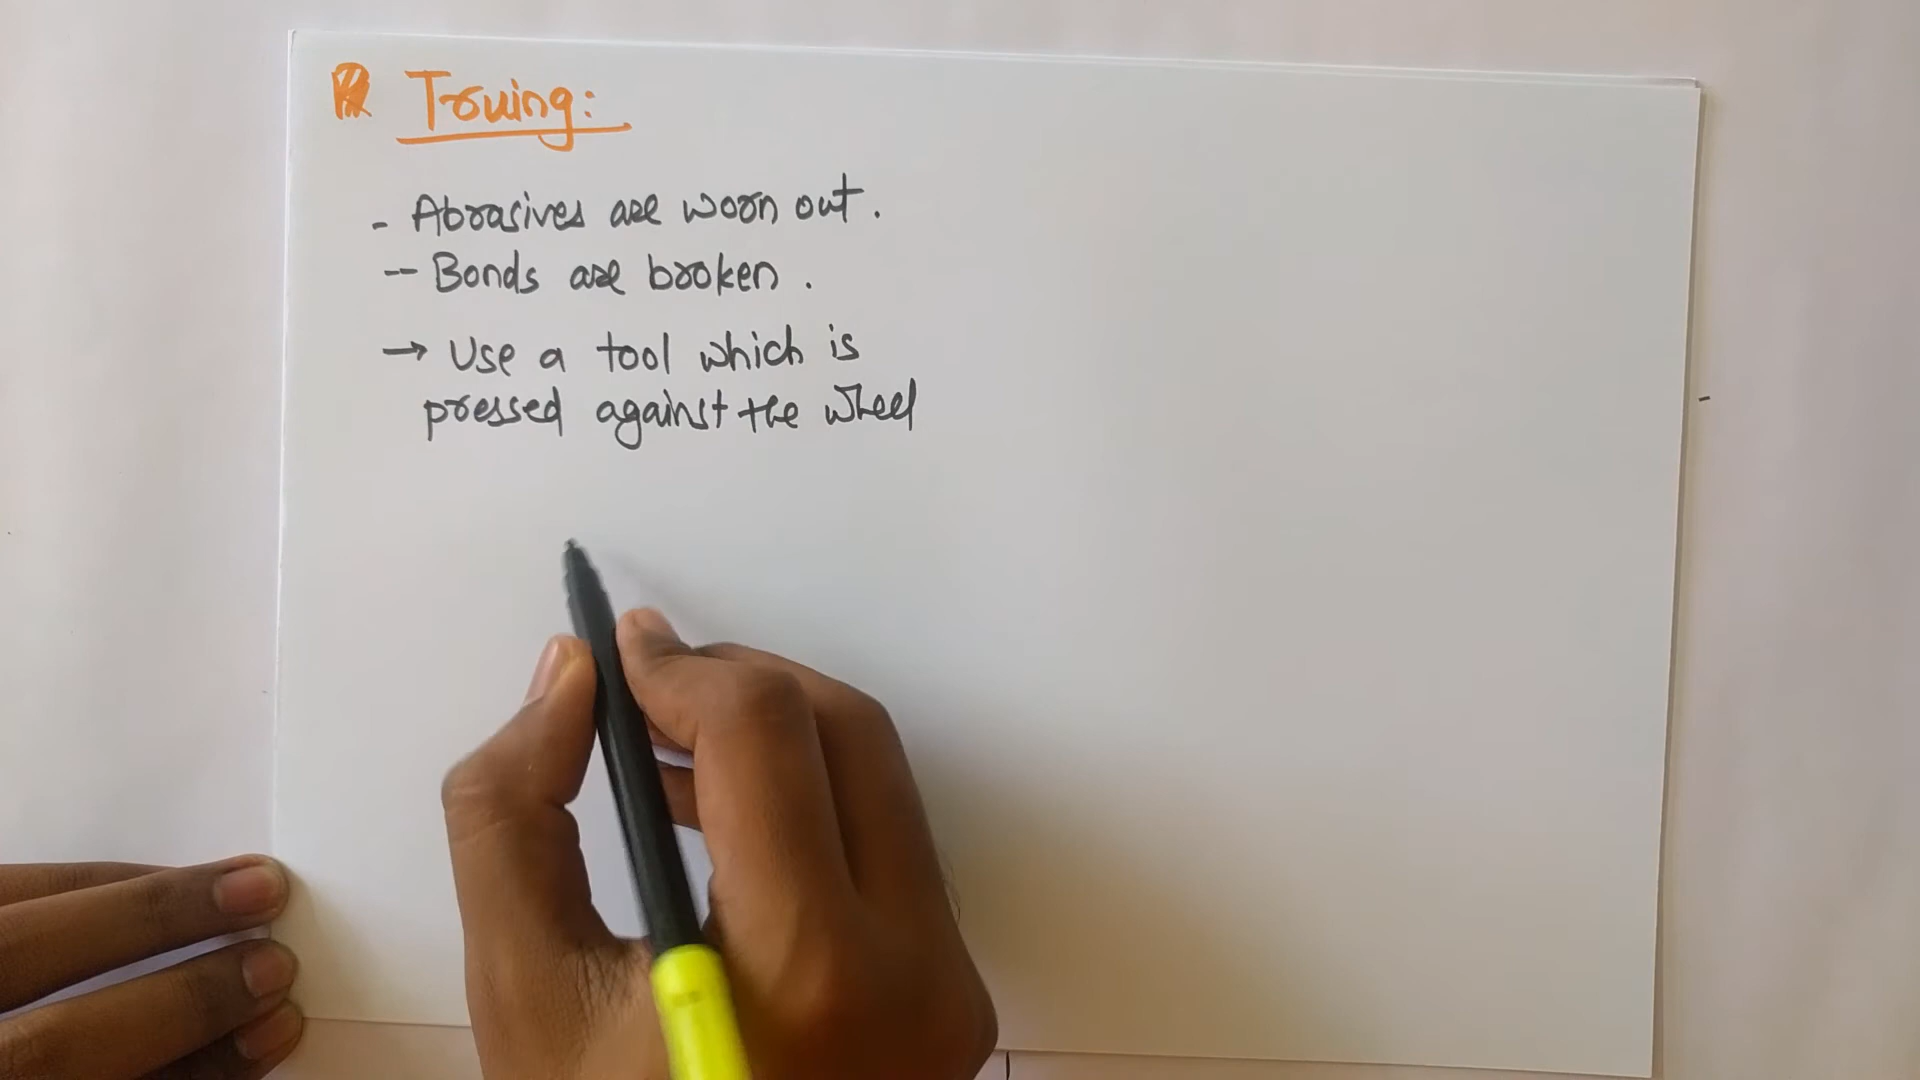 Truing:
- Abrasives are worn out.
-- Bonds are broken.
→ Use a tool which is
pressed against the wheel